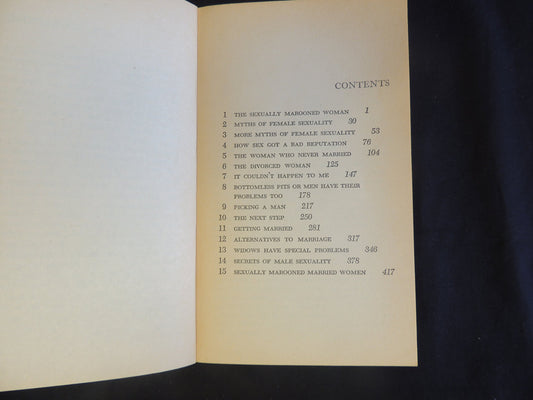 CONTENTS
1 THE SEXUALLY MAROONED WOMAN 1
2 MYTHS OF FEMALE SEXUALITY 30
3 MORE MYTHS OF FEMALE SEXUALITY 53
4 HOW SEX GOT A BAD REPUTATION 76
5 THE WOMAN WHO NEVER MARRIED 104
6 THE DIVORCED WOMAN 125
7 IT COULDN'T HAPPEN TO ME 147
8 BOTTOMLESS PITS OR MEN HAVE THEIR
PROBLEMS TOO 178
9 PICKING A MAN 217
10 THE NEXT STEP 250
11 GETTING MARRIED 281
12 ALTERNATIVES TO MARRIAGE 317
13 WIDOWS HAVE SPECIAL PROBLEMS 346
14 SECRETS OF MALE SEXUALITY 378
15 SEXUALLY MAROONED MARRIED WOMEN 417